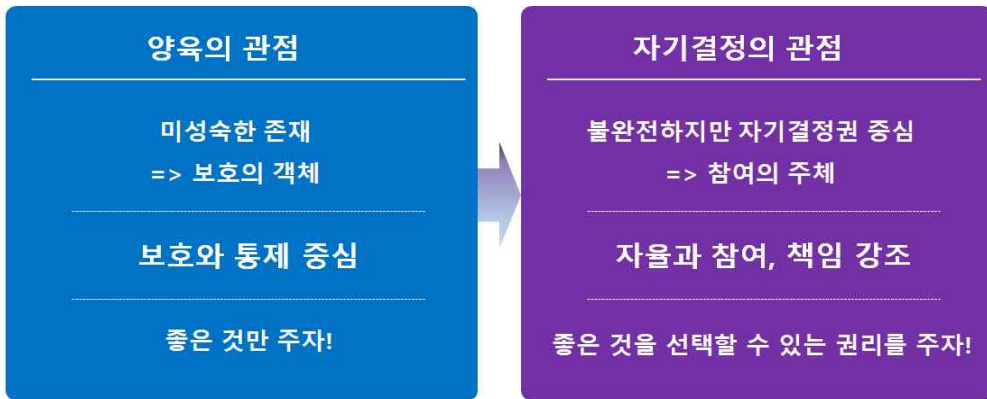 양육의 관점
미성숙한 존재
=> 보호의 객체
보호와 통제 중심
좋은 것만 주자!
자기결정의 관점
불완전하지만 자기결정권 중심
=> 참여의 주체
자율과 참여, 책임 강조
좋은 것을 선택할 수 있는 권리를 주자!